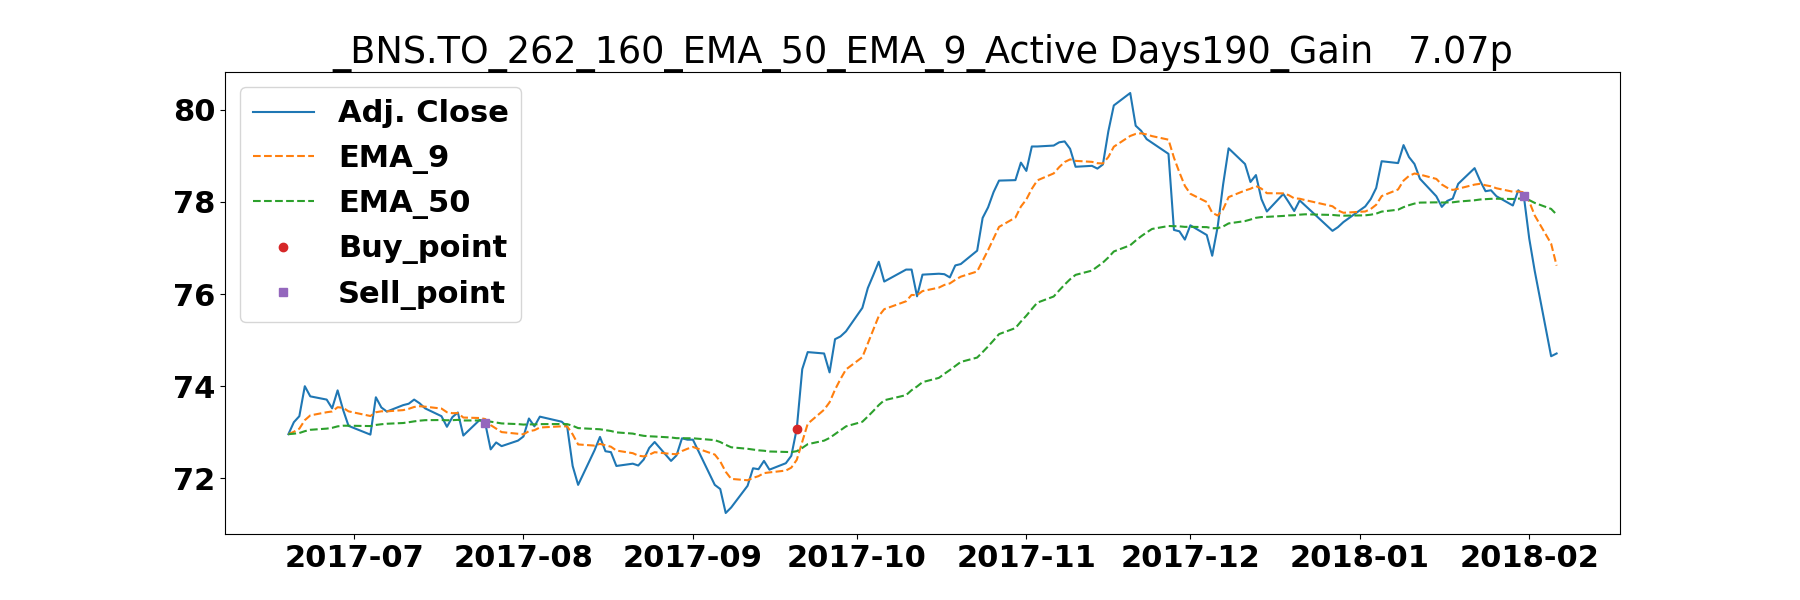 _BNS.TO_262_160_EMA_50_EMA_9_Active Days190_Gain   7.07p
Adj. Close
EMA_9
EMA_50
Buy_point
Sell_point
80
78
76
74
72
2017-07 2017-08 2017-09 2017-10 2017-11 2017-12 2018-01 2018-02